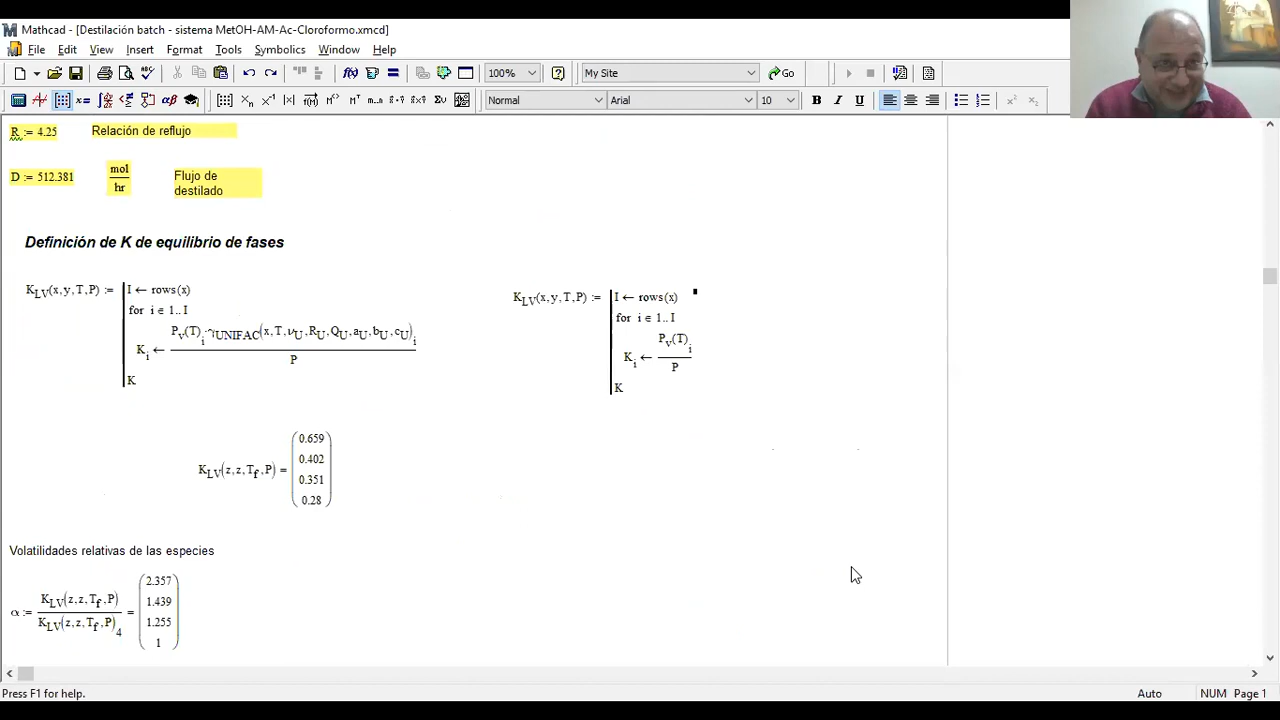 Mathcad - [Destilación batch - sistema MetOH-AM-Ac-Cloroformo.xmcd]
File Edit View Insert Format Tools Symbolics Window Help
100% My Site Go
Normal Arial 10 B I U
R := 4.25 Relación de reflujo
D := 512.381 mol/hr Flujo de
destilado
Definición de K de equilibrio de fases
K_LV(x,y,T,P) := I ← rows(x)
for i ∈ 1..I
K_i ← P_v(T)_i·γ_UNIFAC(x,T,ν_U,R_U,Q_U,a_U,b_U,c_U)_i / P
K
K_LV(x,y,T,P) := I ← rows(x)
for i ∈ 1..I
K_i ← P_v(T)_i / P
K
K_LV(z,z,T_f,P) =
0.659
0.402
0.351
0.28
Volatilidades relativas de las especies
α := K_LV(z,z,T_f,P) / K_LV(z,z,T_f,P)_4 =
2.357
1.439
1.255
1
Press F1 for help. Auto NUM Page 1